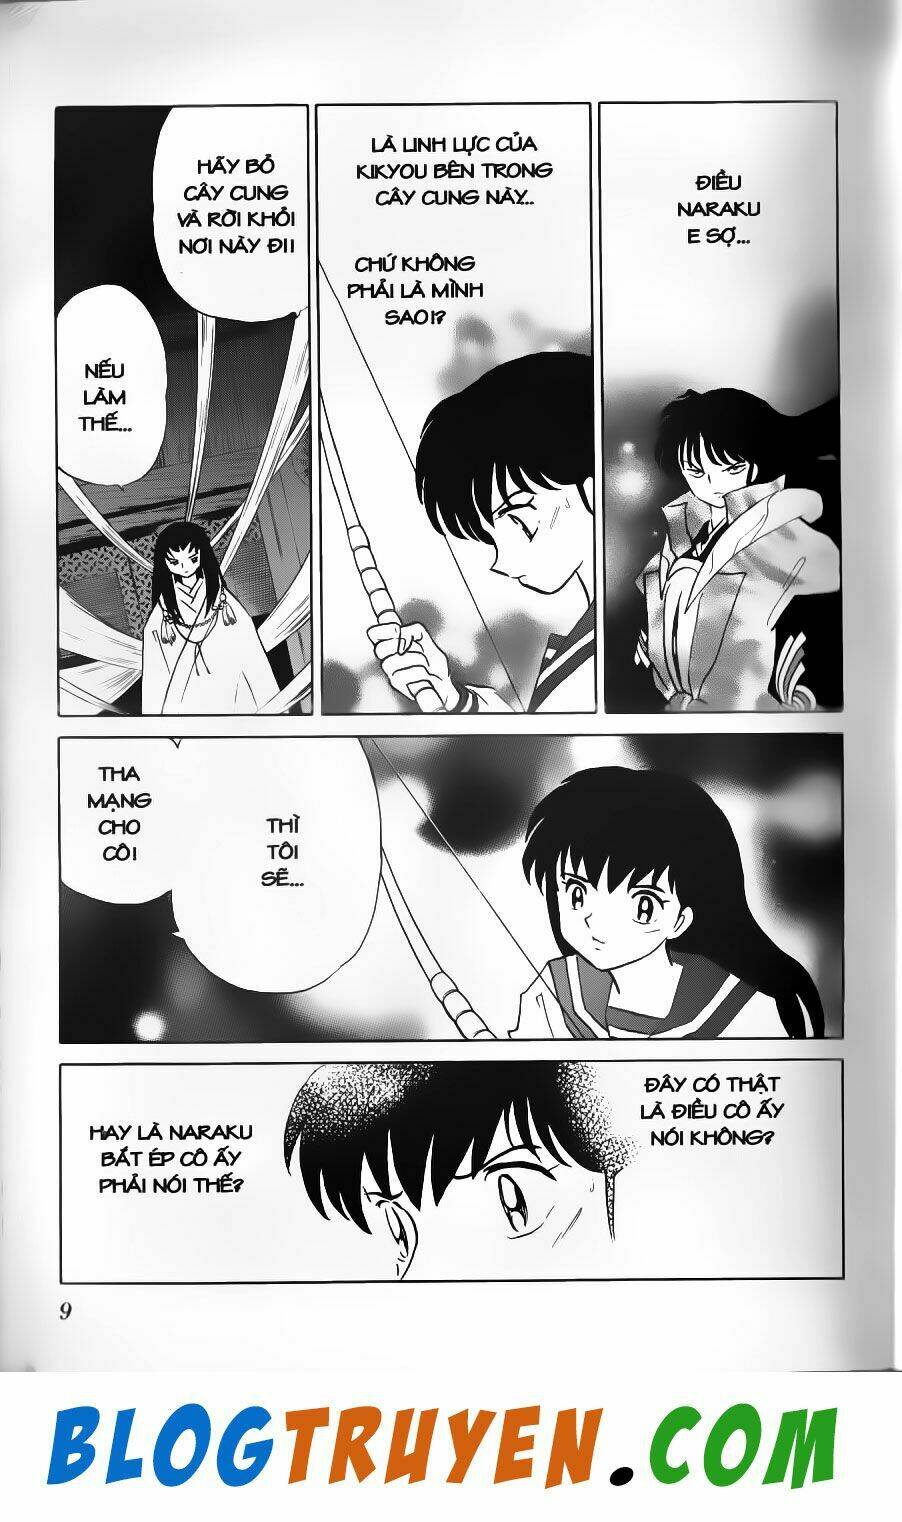 ĐIỀU
NARAKU
E SỢ...
LÀ LINH LỰC CỦA
KIKYOU BÊN TRONG
CÂY CUNG NÀY...
CHỨ KHÔNG
PHẢI LÀ MÌNH
SAO!?
HÃY BỎ
CÂY CUNG
VÀ RỜI KHỎI
NƠI NÀY ĐI!
NẾU
LÀM
THẾ...
THÌ
TÔI
SẼ...
THA
MẠNG
CHO
CÔ!
ĐÂY CÓ THẬT
LÀ ĐIỀU CÔ ẤY
NÓI KHÔNG?
HAY LÀ NARAKU
BẮT ÉP CÔ ẤY
PHẢI NÓI THẾ?
9
BLOGTRUYEN.COM